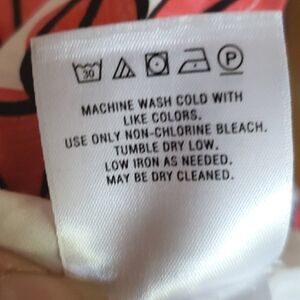 30 P
MACHINE WASH COLD WITH
LIKE COLORS.
USE ONLY NON-CHLORINE BLEACH.
TUMBLE DRY LOW.
LOW IRON AS NEEDED.
MAY BE DRY CLEANED.